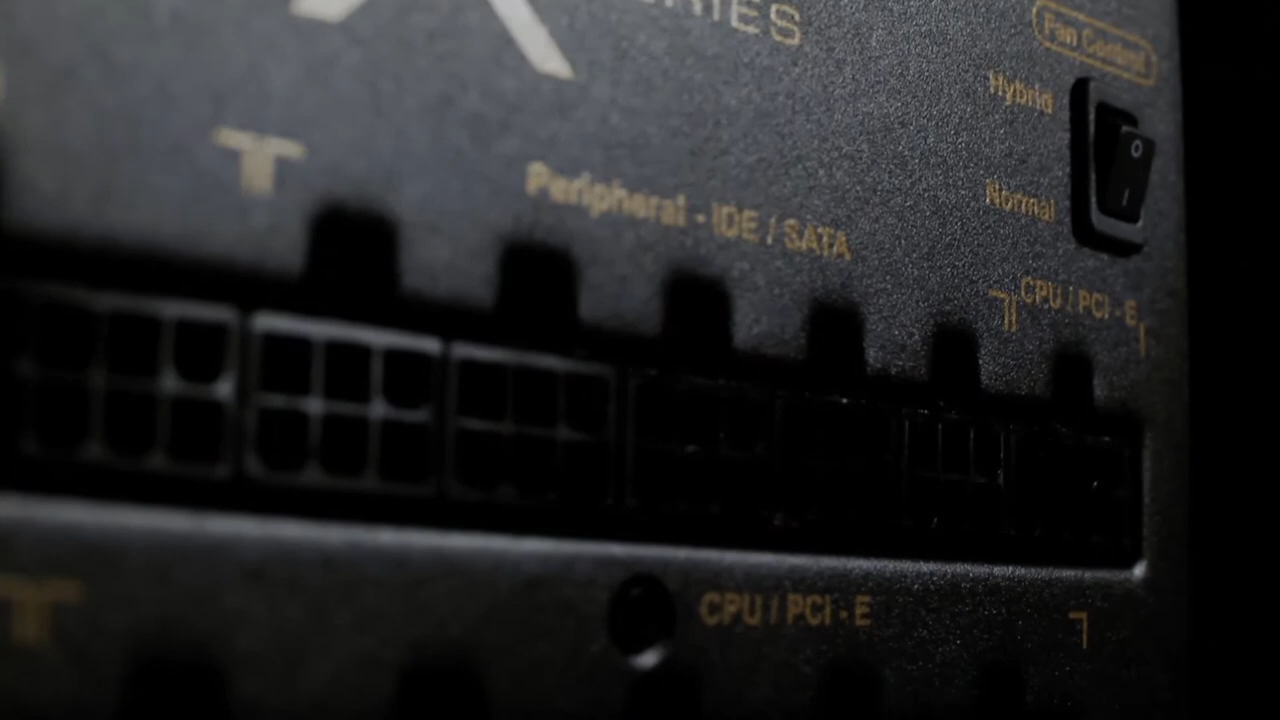 X SERIES
Fan Control
Hybrid
Normal
Peripheral - IDE / SATA
CPU / PCI - E
CPU / PCI - E